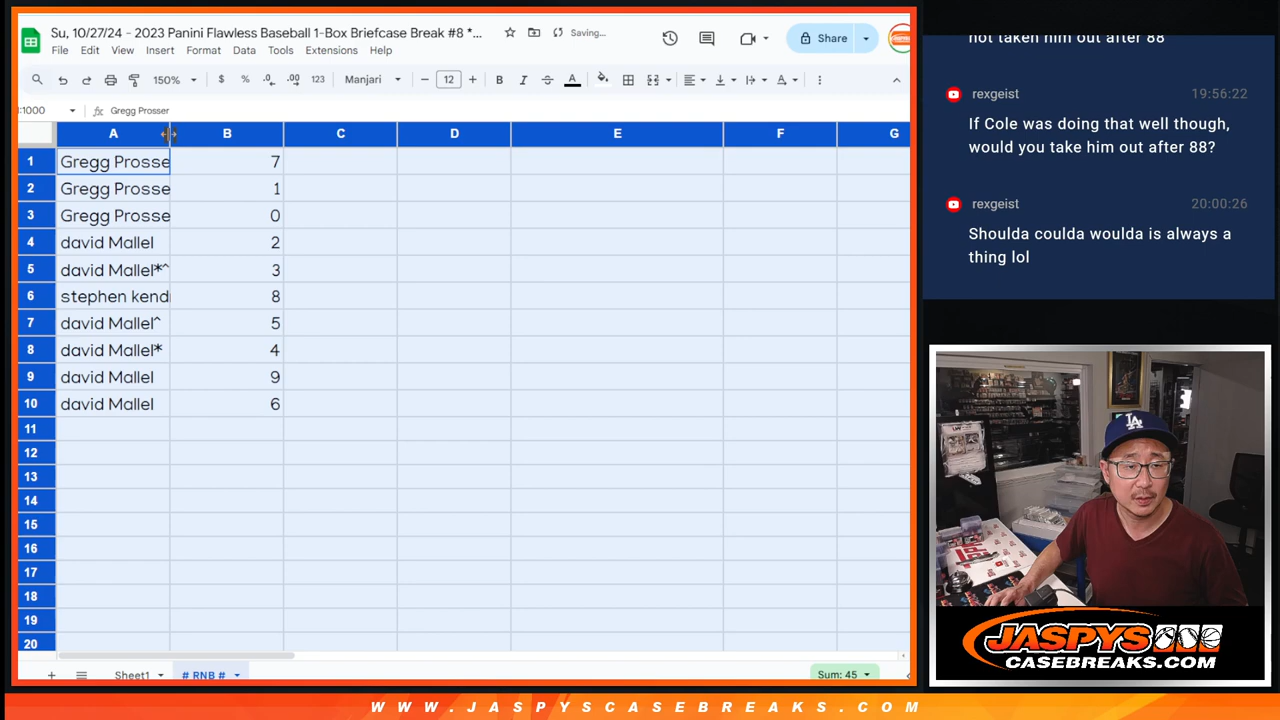 Su, 10/27/24 - 2023 Panini Flawless Baseball 1-Box Briefcase Break #8 *...
Saving...
File Edit View Insert Format Data Tools Extensions Help
Share
150% $ % .0 .00 123 Manjari 12 B I A
:1000 fx Gregg Prosser
A B C D E F G
1 Gregg Prosse 7
2 Gregg Prosse 1
3 Gregg Prosse 0
4 david Mallel 2
5 david Mallel*^ 3
6 stephen kend 8
7 david Mallel^ 5
8 david Mallel* 4
9 david Mallel 9
10 david Mallel 6
11
12
13
14
15
16
17
18
19
20
Sheet1 # RNB # Sum: 45
not taken him out after 88
rexgeist 19:56:22
If Cole was doing that well though,
would you take him out after 88?
rexgeist 20:00:26
Shoulda coulda woulda is always a
thing lol
LA
JASPYS
CASEBREAKS.COM
WWW.JASPYSCASEBREAKS.COM